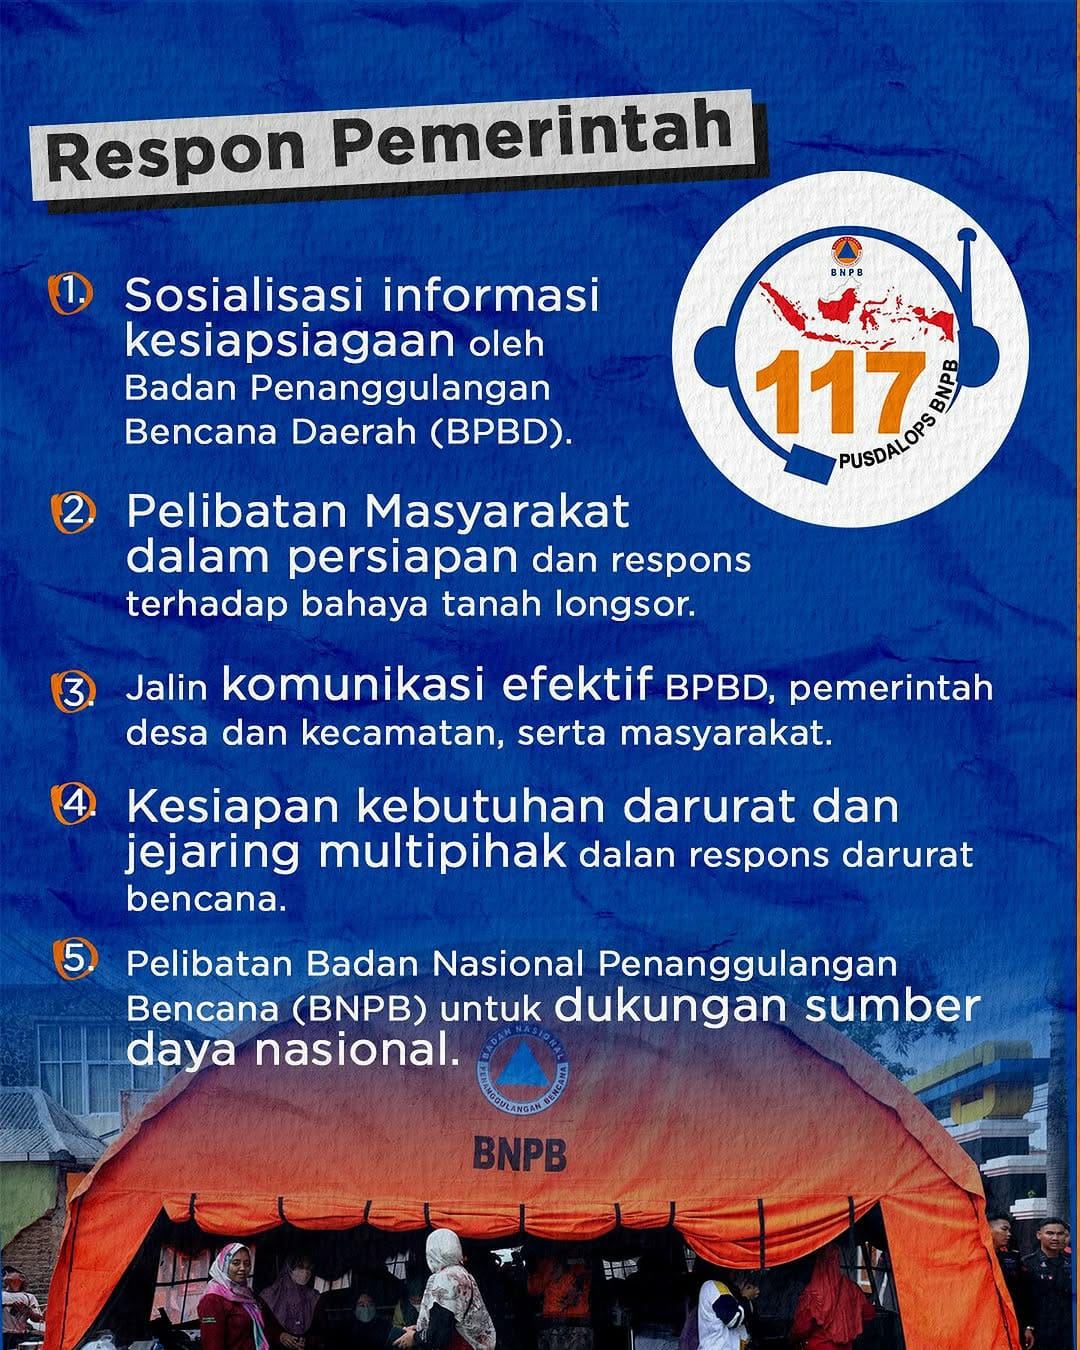 Respon Pemerintah
BNPB
117
PUSDALOPS BNPB
1. Sosialisasi informasi
kesiapsiagaan oleh
Badan Penanggulangan
Bencana Daerah (BPBD).
2. Pelibatan Masyarakat
dalam persiapan dan respons
terhadap bahaya tanah longsor.
3. Jalin komunikasi efektif BPBD, pemerintah
desa dan kecamatan, serta masyarakat.
4. Kesiapan kebutuhan darurat dan
jejaring multipihak dalan respons darurat
bencana.
5. Pelibatan Badan Nasional Penanggulangan
Bencana (BNPB) untuk dukungan sumber
daya nasional.
BADAN NASIONAL
PENANGGULANGAN BENCANA
BNPB